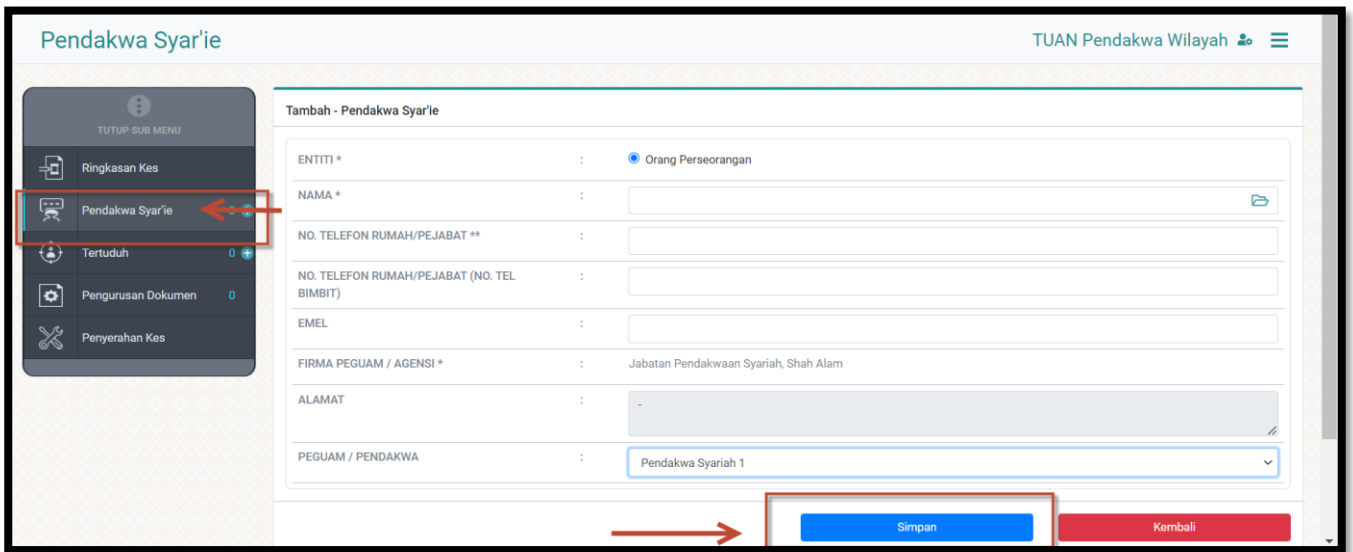 Pendakwa Syar'ie
TUAN Pendakwa Wilayah
TUTUP SUB MENU
Ringkasan Kes
Pendakwa Syar'ie
Tertuduh 0
Pengurusan Dokumen 0
Penyerahan Kes
Tambah - Pendakwa Syar'ie
ENTITI * : Orang Perseorangan
NAMA * :
NO. TELEFON RUMAH/PEJABAT ** :
NO. TELEFON RUMAH/PEJABAT (NO. TEL :
BIMBIT)
EMEL :
FIRMA PEGUAM / AGENSI * : Jabatan Pendakwaan Syariah, Shah Alam
ALAMAT : -
PEGUAM / PENDAKWA : Pendakwa Syariah 1
Simpan
Kembali